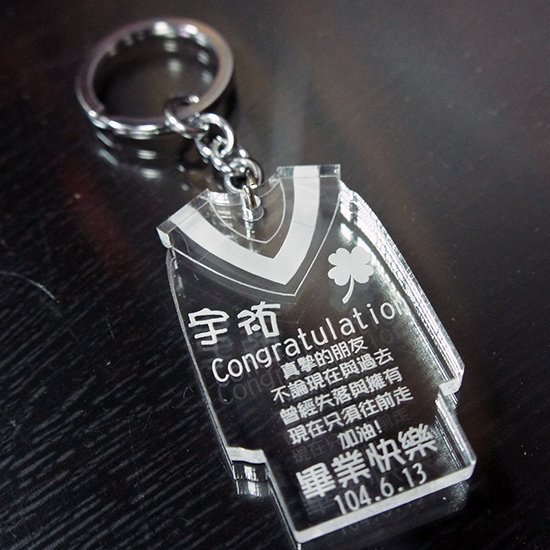 宇祐
Congratulation
真摯的朋友
不論現在與過去
曾經失落與擁有
現在只須往前走
加油!
畢業快樂
104.6.13